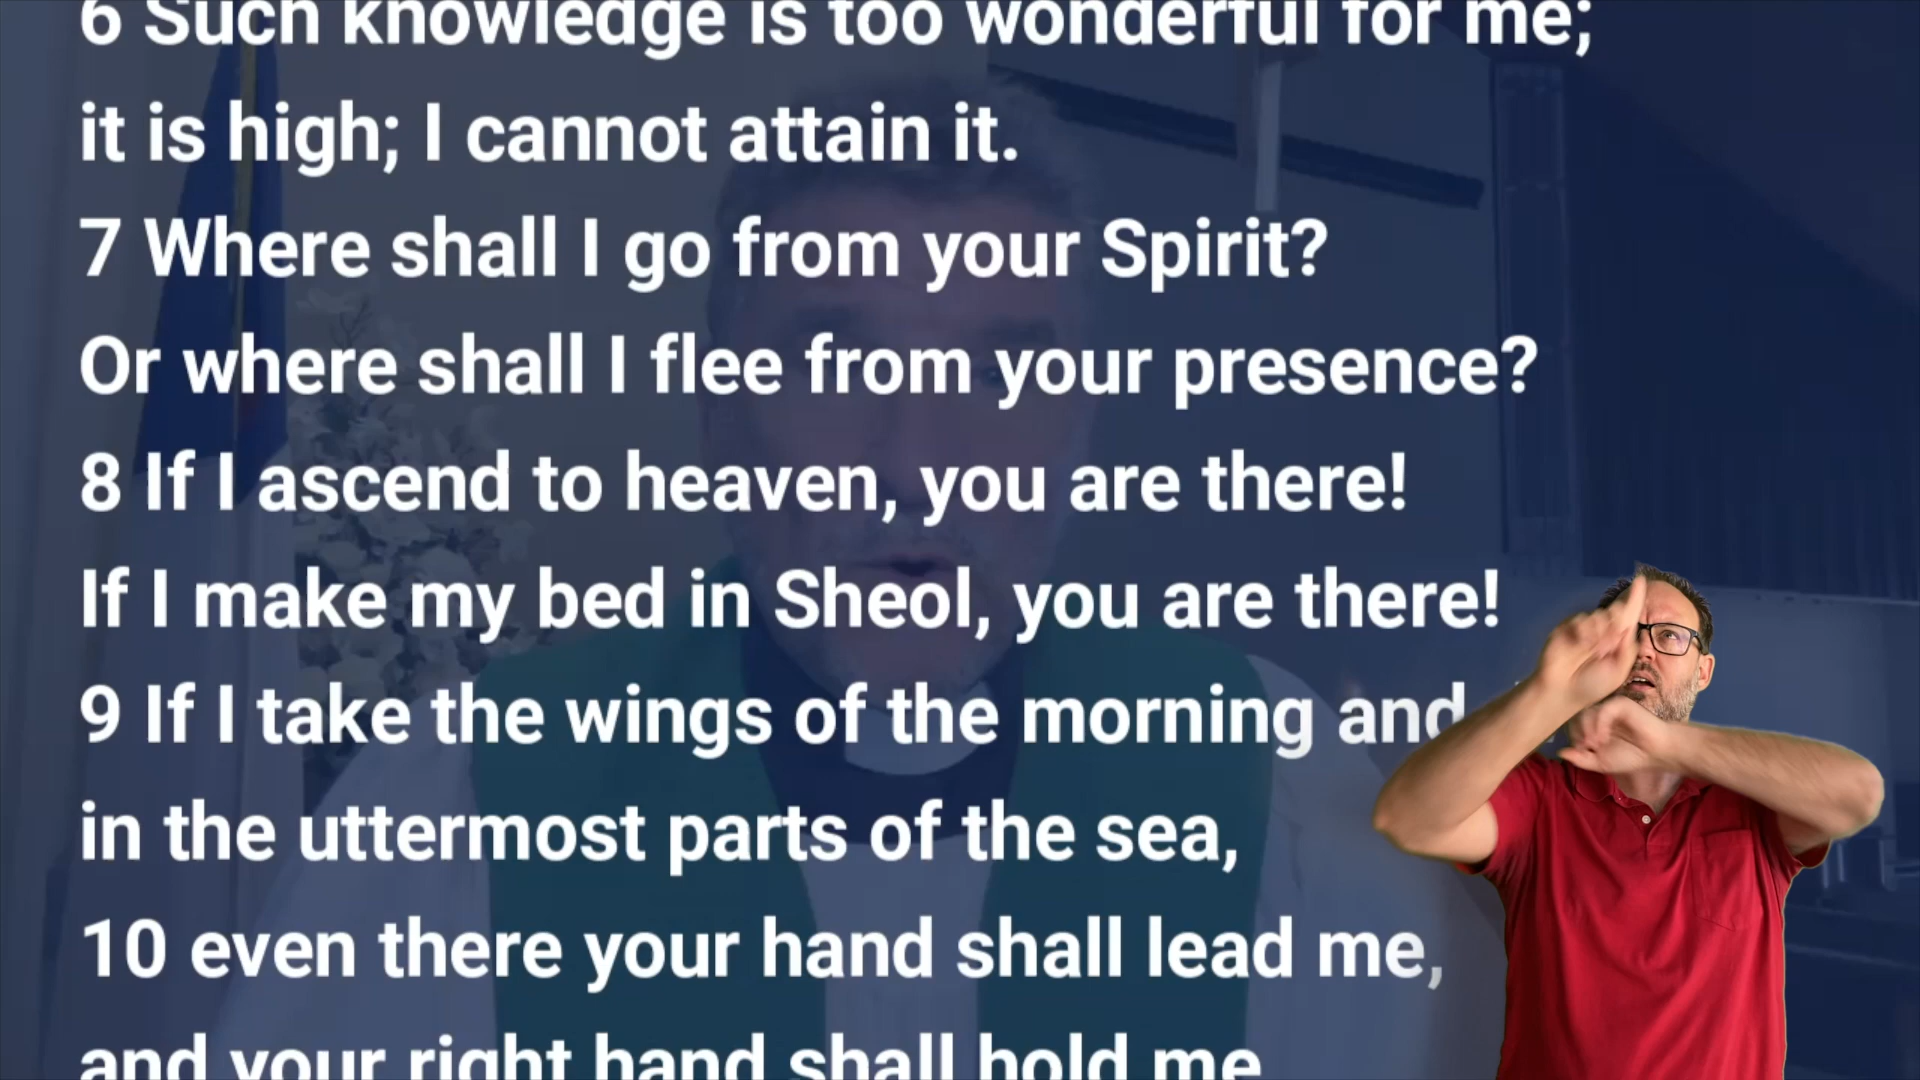 6 Such knowledge is too wonderful for me;
it is high; I cannot attain it.
7 Where shall I go from your Spirit?
Or where shall I flee from your presence?
8 If I ascend to heaven, you are there!
If I make my bed in Sheol, you are there!
9 If I take the wings of the morning and
in the uttermost parts of the sea,
10 even there your hand shall lead me,
and your right hand shall hold me